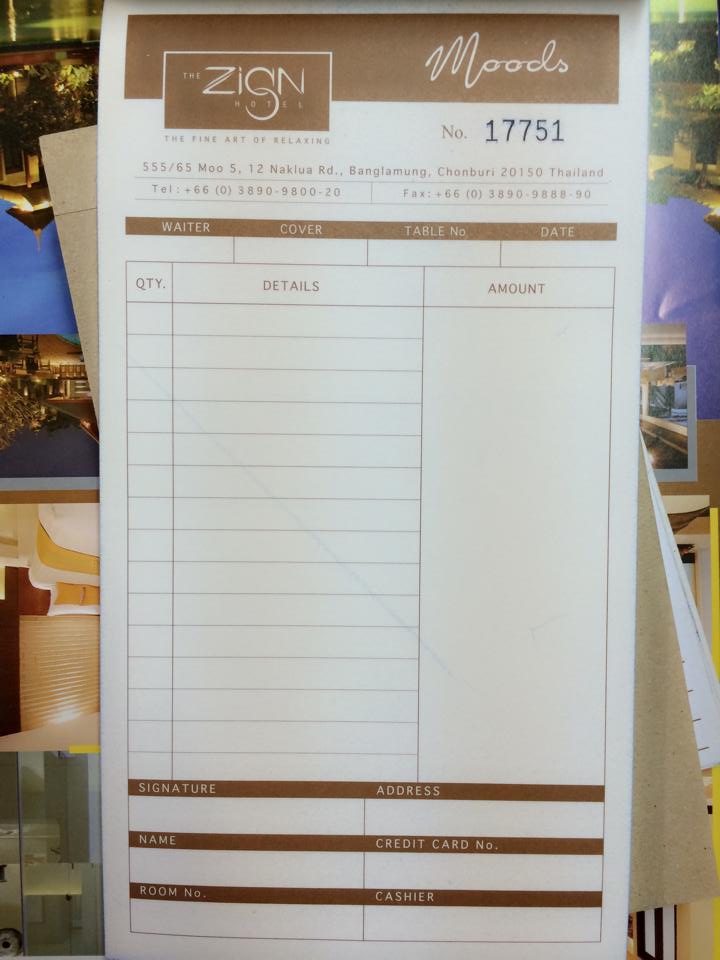 THE ZIGN
HOTEL
THE FINE ART OF RELAXING
Moods
No. 17751
555/65 Moo 5, 12 Naklua Rd., Banglamung, Chonburi 20150 Thailand
Tel : +66 (0) 3890-9800-20 Fax : +66 (0) 3890-9888-90
WAITER COVER TABLE No. DATE
QTY. DETAILS AMOUNT
SIGNATURE ADDRESS
NAME CREDIT CARD No.
ROOM No. CASHIER